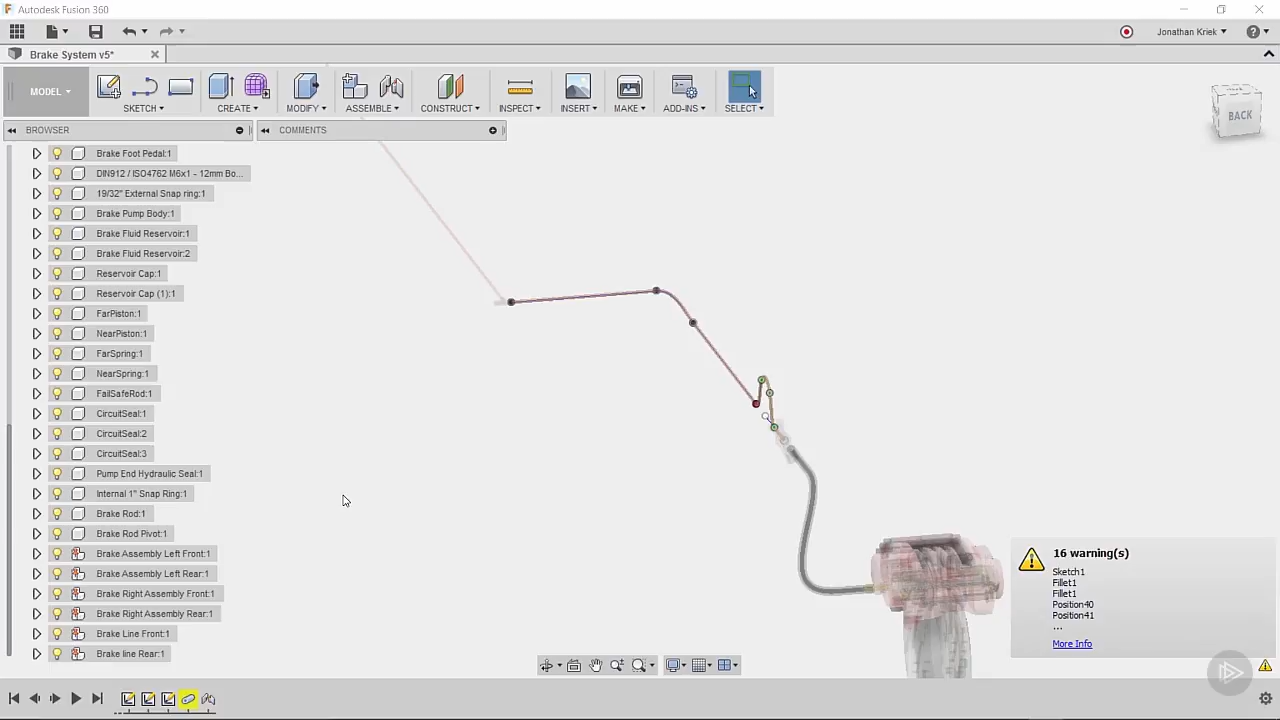 Autodesk Fusion 360
Jonathan Kriek
Brake System v5*
MODEL
SKETCH
CREATE
MODIFY
ASSEMBLE
CONSTRUCT
INSPECT
INSERT
MAKE
ADD-INS
SELECT
BACK
BROWSER
COMMENTS
Brake Foot Pedal:1
DIN912 / ISO4762 M6x1 - 12mm Bo...
19/32" External Snap ring:1
Brake Pump Body:1
Brake Fluid Reservoir:1
Brake Fluid Reservoir:2
Reservoir Cap:1
Reservoir Cap (1):1
FarPiston:1
NearPiston:1
FarSpring:1
NearSpring:1
FailSafeRod:1
CircuitSeal:1
CircuitSeal:2
CircuitSeal:3
Pump End Hydraulic Seal:1
Internal 1" Snap Ring:1
Brake Rod:1
Brake Rod Pivot:1
Brake Assembly Left Front:1
Brake Assembly Left Rear:1
Brake Right Assembly Front:1
Brake Right Assembly Rear:1
Brake Line Front:1
Brake line Rear:1
16 warning(s)
Sketch1
Fillet1
Fillet1
Position40
Position41
...
More Info